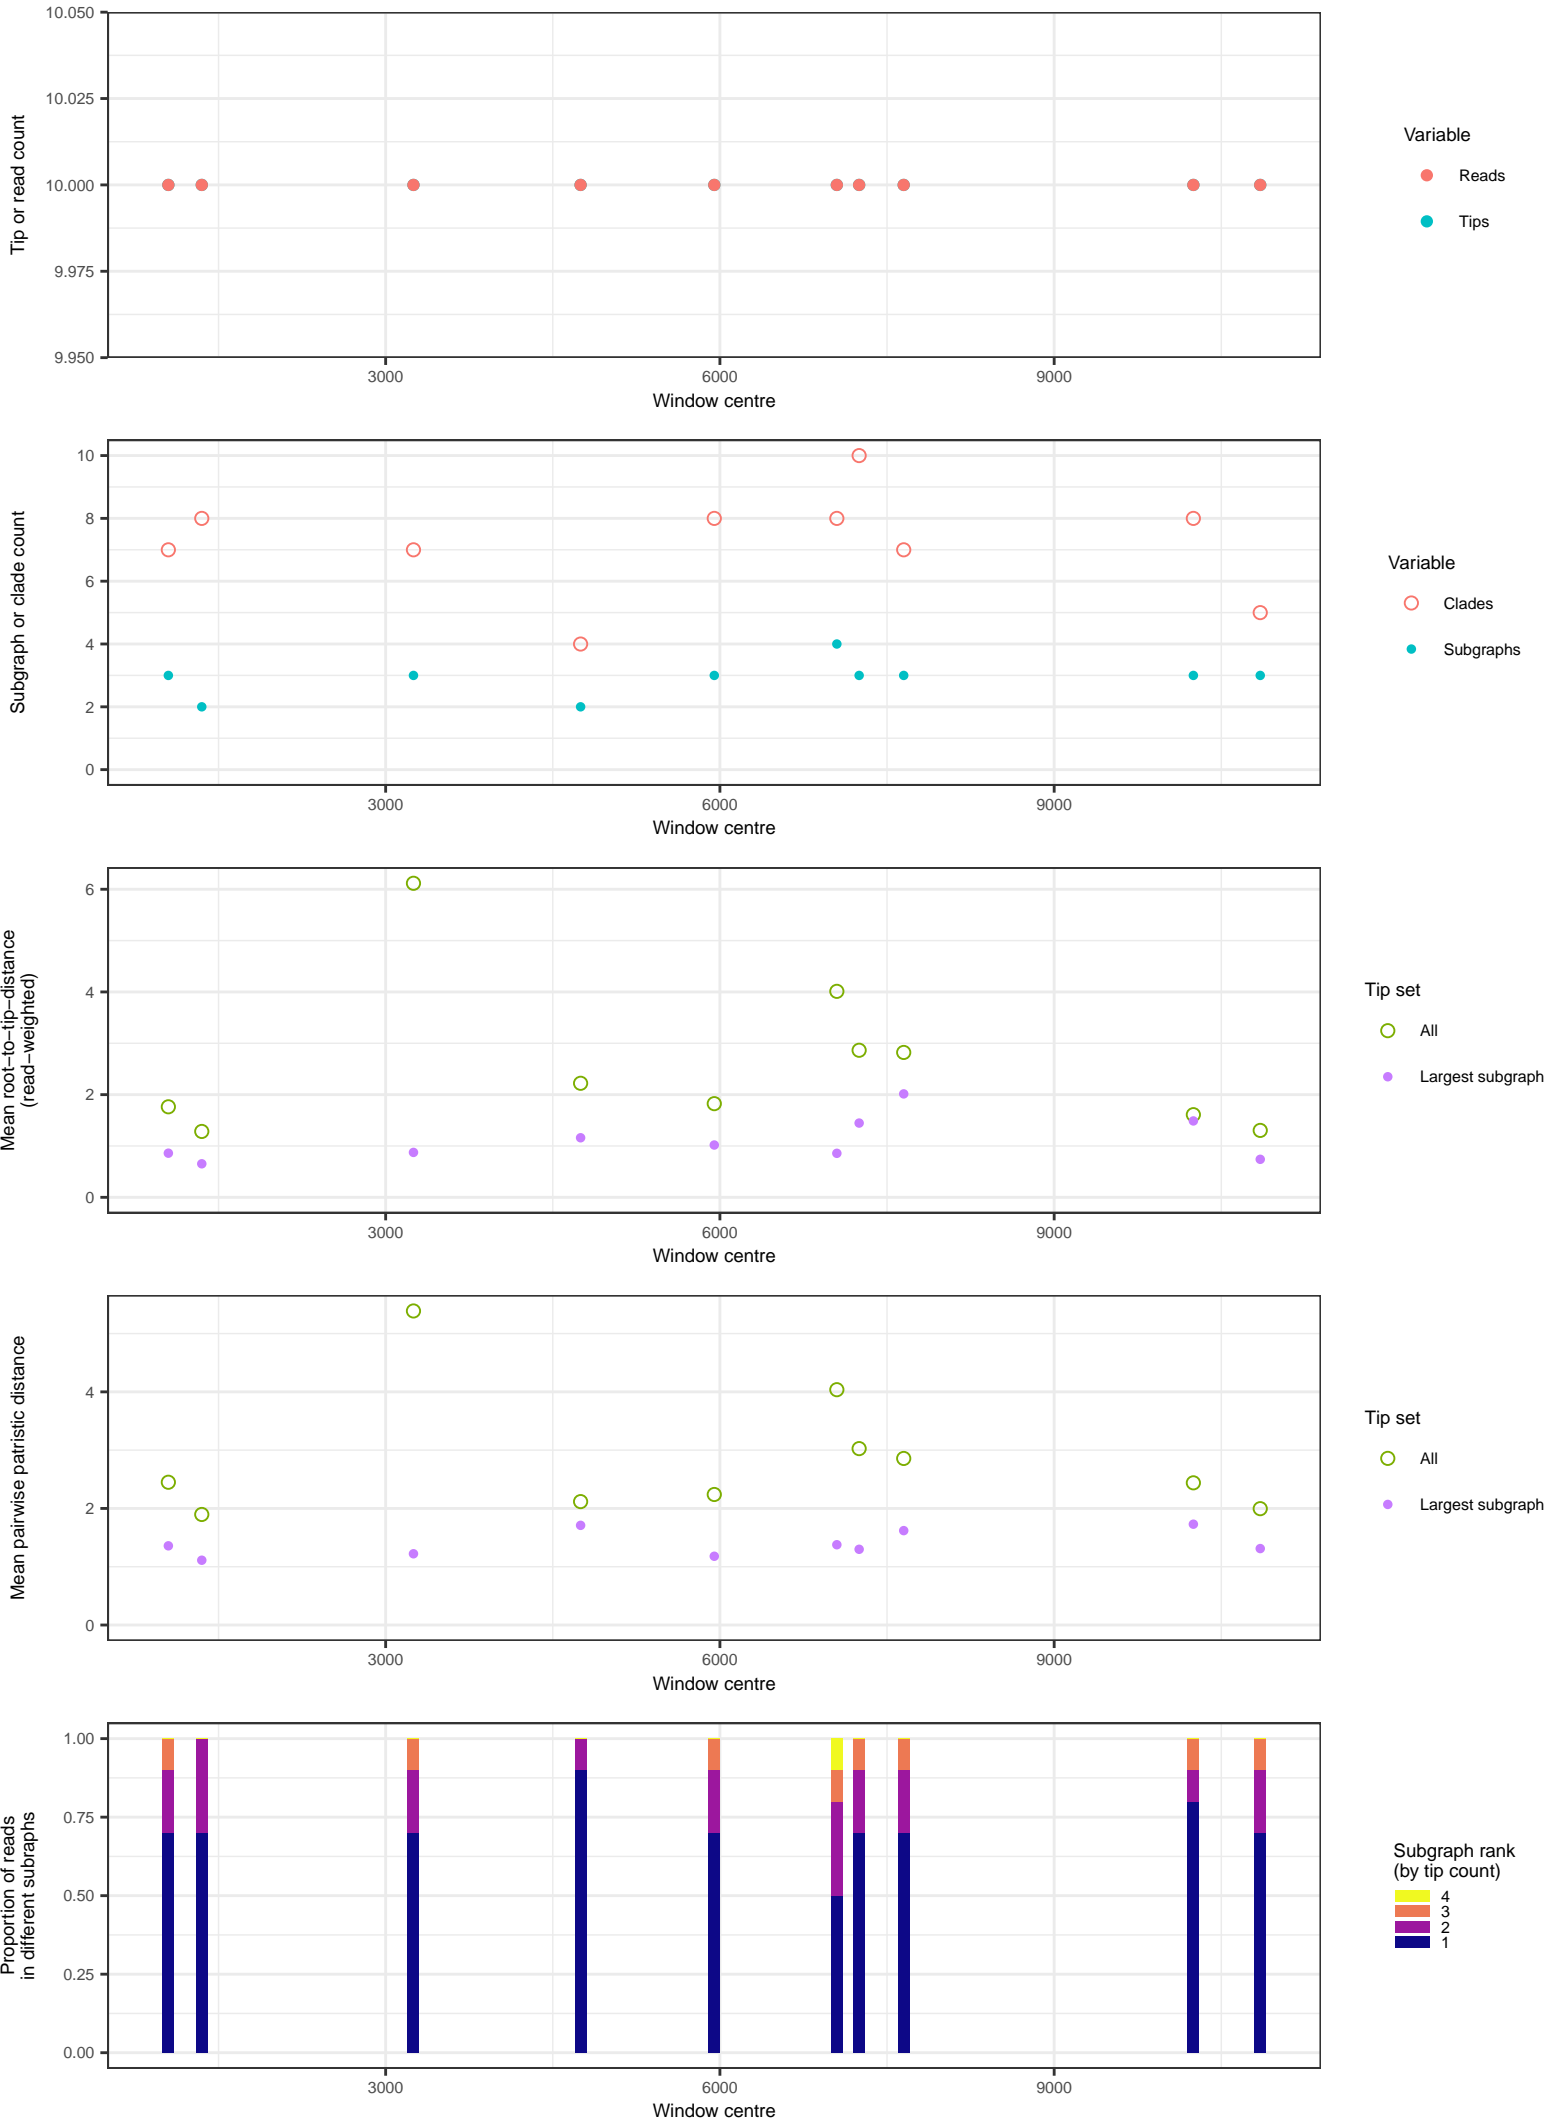 10.050
10.025
10.000
9.975
9.950
Tip or read count
3000 6000 9000
Window centre
Variable
Reads
Tips
10
8
6
4
2
0
Subgraph or clade count
3000 6000 9000
Window centre
Variable
Clades
Subgraphs
6
4
2
0
Mean root−to−tip−distance
(read−weighted)
3000 6000 9000
Window centre
Tip set
All
Largest subgraph
4
2
0
Mean pairwise patristic distance
3000 6000 9000
Window centre
Tip set
All
Largest subgraph
1.00
0.75
0.50
0.25
0.00
Proportion of reads
in different subraphs
3000 6000 9000
Window centre
Subgraph rank
(by tip count)
4
3
2
1